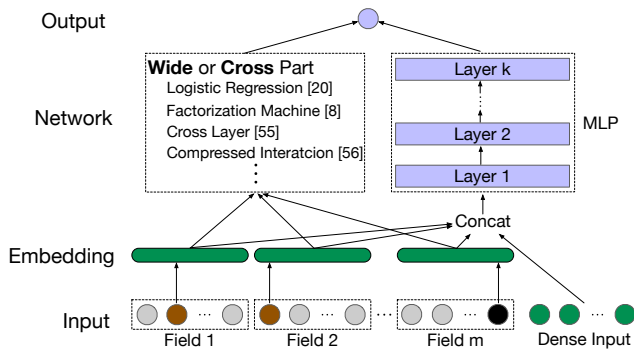 Output
Wide or Cross Part
Logistic Regression [20]
Factorization Machine [8]
Cross Layer [55]
Compressed Interatcion [56]
Network
Layer k
Layer 2
Layer 1
MLP
Concat
Embedding
Input
Field 1
Field 2
Field m
Dense Input